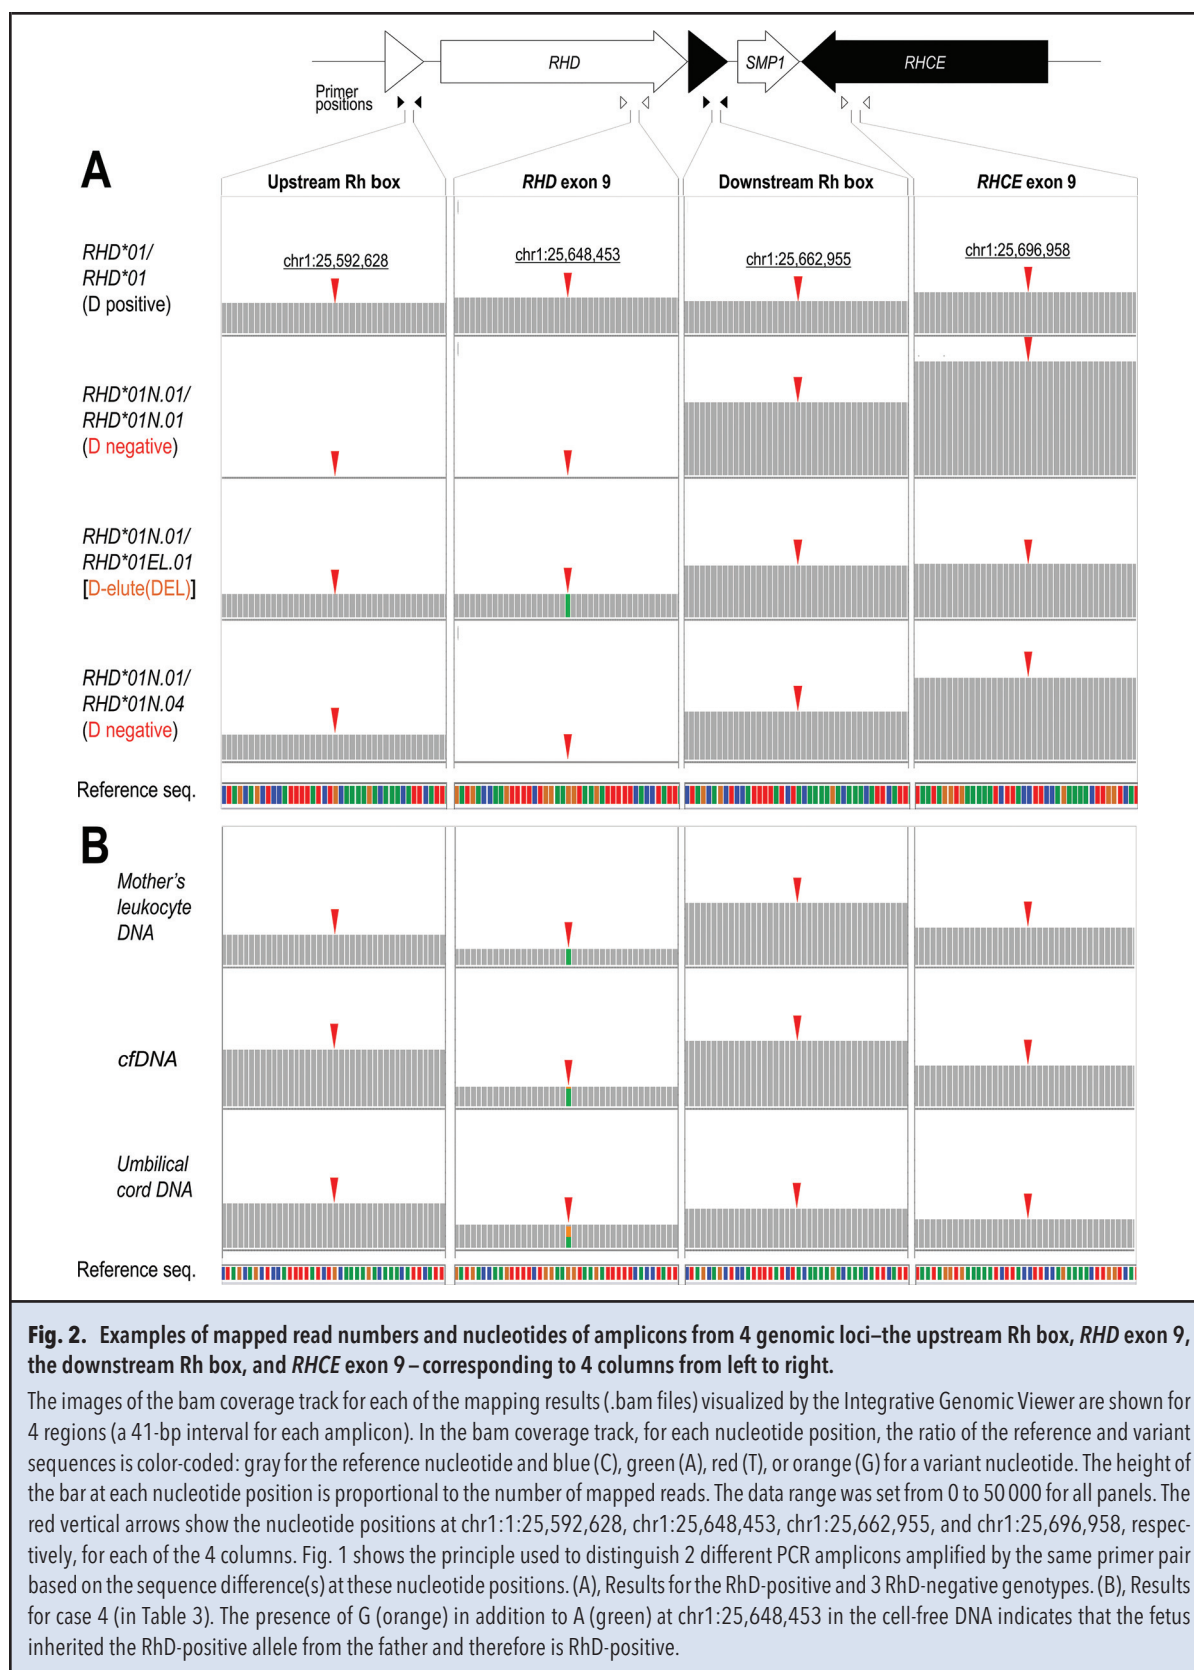 RHD
SMP1
RHCE
Primer
positions
A
Upstream Rh box
RHD exon 9
Downstream Rh box
RHCE exon 9
RHD*01/
RHD*01
(D positive)
chr1:25,592,628
chr1:25,648,453
chr1:25,662,955
chr1:25,696,958
RHD*01N.01/
RHD*01N.01
(D negative)
RHD*01N.01/
RHD*01EL.01
[D-elute(DEL)]
RHD*01N.01/
RHD*01N.04
(D negative)
Reference seq.
B
Mother's
leukocyte
DNA
cfDNA
Umbilical
cord DNA
Reference seq.
Fig. 2. Examples of mapped read numbers and nucleotides of amplicons from 4 genomic loci–the upstream Rh box, RHD exon 9,
the downstream Rh box, and RHCE exon 9 – corresponding to 4 columns from left to right.
The images of the bam coverage track for each of the mapping results (.bam files) visualized by the Integrative Genomic Viewer are shown for
4 regions (a 41-bp interval for each amplicon). In the bam coverage track, for each nucleotide position, the ratio of the reference and variant
sequences is color-coded: gray for the reference nucleotide and blue (C), green (A), red (T), or orange (G) for a variant nucleotide. The height of
the bar at each nucleotide position is proportional to the number of mapped reads. The data range was set from 0 to 50 000 for all panels. The
red vertical arrows show the nucleotide positions at chr1:1:25,592,628, chr1:25,648,453, chr1:25,662,955, and chr1:25,696,958, respec-
tively, for each of the 4 columns. Fig. 1 shows the principle used to distinguish 2 different PCR amplicons amplified by the same primer pair
based on the sequence difference(s) at these nucleotide positions. (A), Results for the RhD-positive and 3 RhD-negative genotypes. (B), Results
for case 4 (in Table 3). The presence of G (orange) in addition to A (green) at chr1:25,648,453 in the cell-free DNA indicates that the fetus
inherited the RhD-positive allele from the father and therefore is RhD-positive.